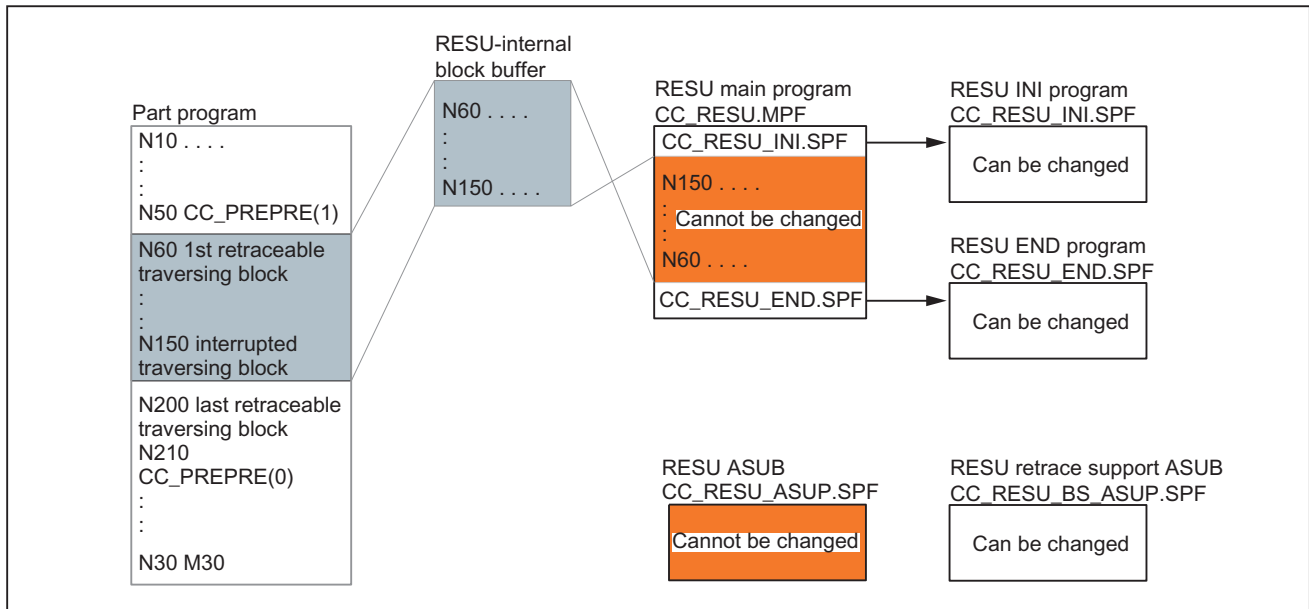 Part program
N10 . . . .
:
:
N50 CC_PREPRE(1)
N60 1st retraceable
traversing block
:
:
N150 interrupted
traversing block
N200 last retraceable
traversing block
N210
CC_PREPRE(0)
:
:
N30 M30
RESU-internal
block buffer
N60 . . . .
:
:
N150 . . . .
RESU main program
CC_RESU.MPF
CC_RESU_INI.SPF
N150 . . . .
:
: Cannot be changed
:
N60 . . . .
CC_RESU_END.SPF
RESU INI program
CC_RESU_INI.SPF
Can be changed
RESU END program
CC_RESU_END.SPF
Can be changed
RESU ASUB
CC_RESU_ASUP.SPF
Cannot be changed
RESU retrace support ASUB
CC_RESU_BS_ASUP.SPF
Can be changed